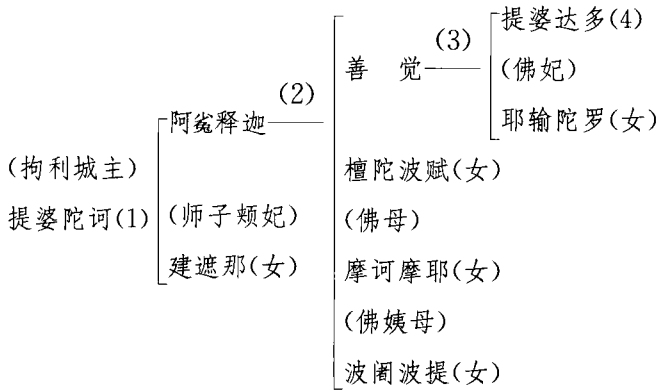 提婆达多(4)
(3)
善 觉
(佛妃)
(2)
阿㝹释迦
耶输陀罗(女)
(拘利城主)
檀陀波赋(女)
提婆陀诃(1)
(师子颊妃)
(佛母)
建遮那(女)
摩诃摩耶(女)
(佛姨母)
波阇波提(女)